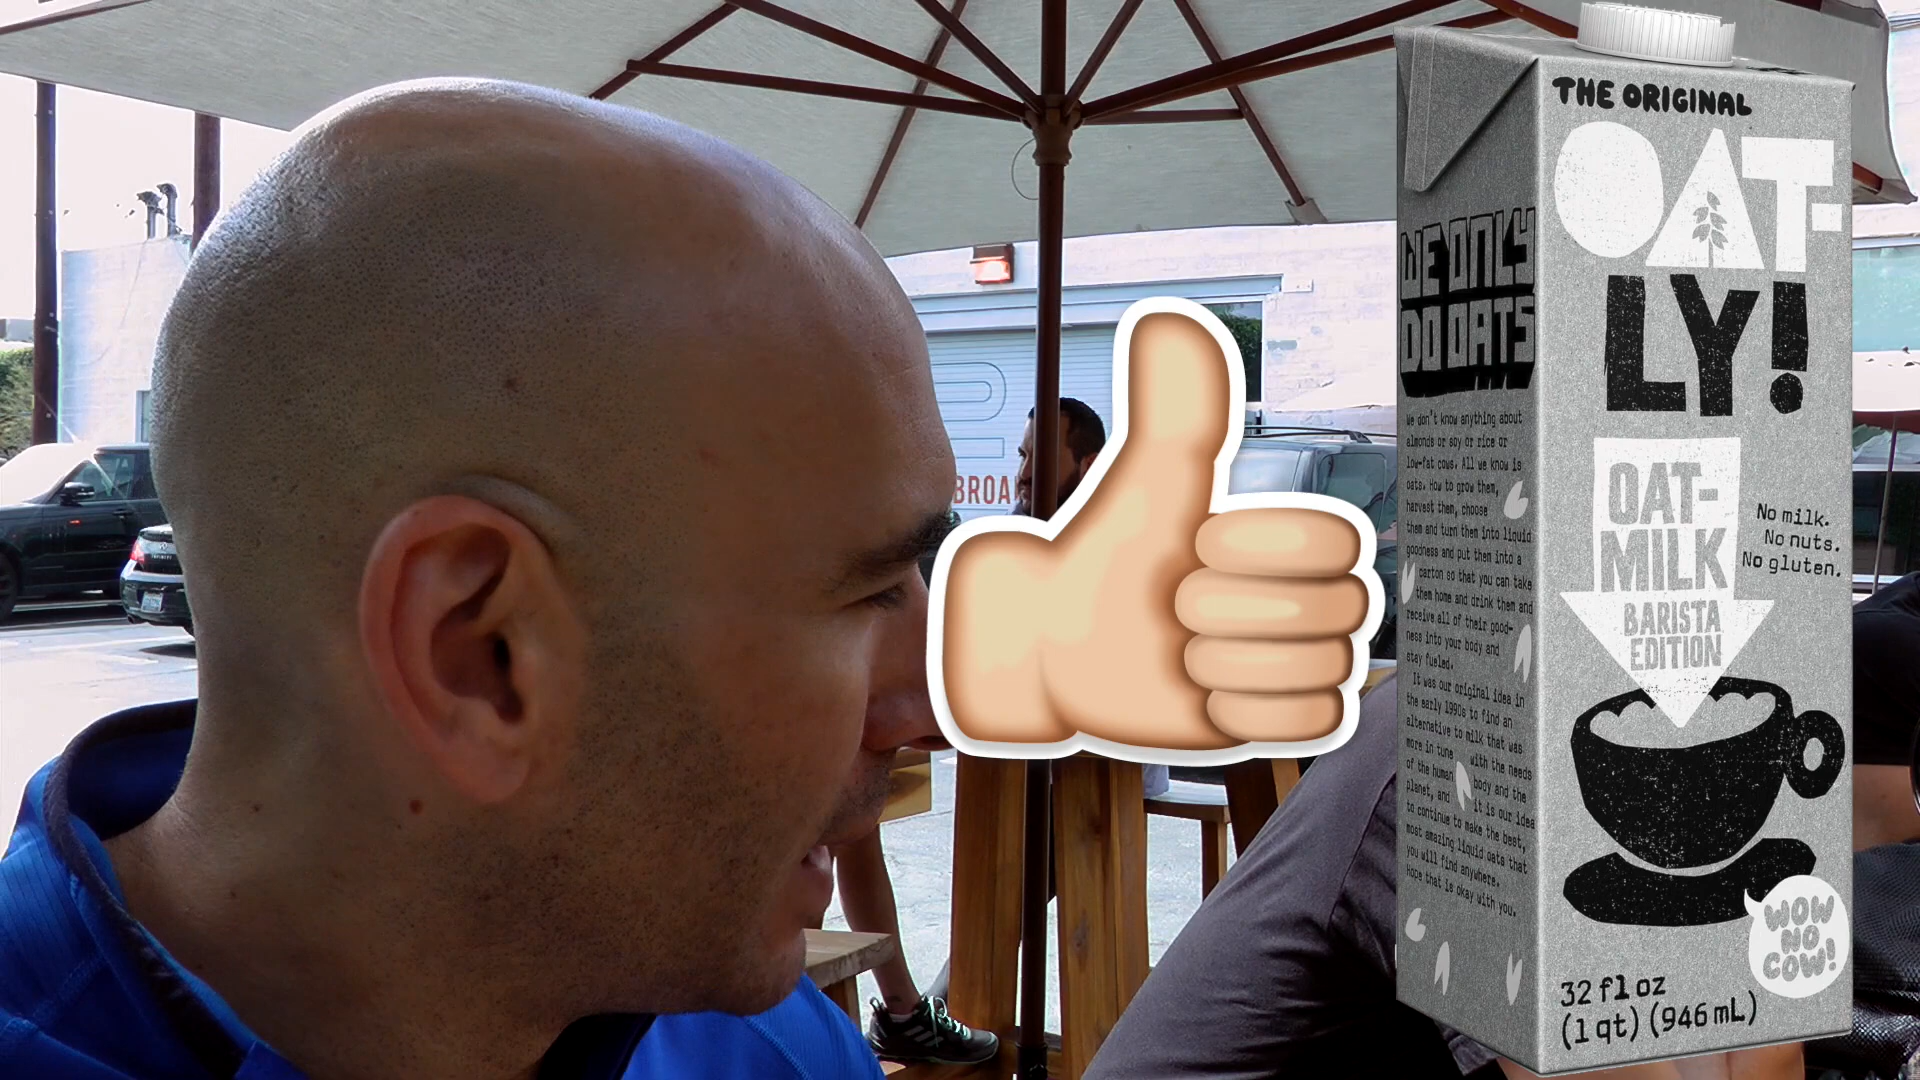 BROA
THE ORIGINAL
OAT-
LY!
OAT-
MILK
BARISTA
EDITION
No milk.
No nuts.
No gluten.
WOW
NO
COW!
32 fl oz
(1 qt) (946 mL)
WE ONLY
DO OATS
We don't know anything about
almonds or soy or rice or
low-fat cows. All we know is
oats. How to grow them,
harvest them, choose
them and turn them into liquid
goodness and put them into a
carton so that you can take
them home and drink them and
receive all of their good-
ness into your body and
stay fueled.
It was our original idea in
the early 1990s to find an
alternative to milk that was
more in tune with the needs
of the human body and the
planet, and it is our idea
to continue to make the best,
most amazing liquid oats that
you will find anywhere.
Hope that is okay with you.